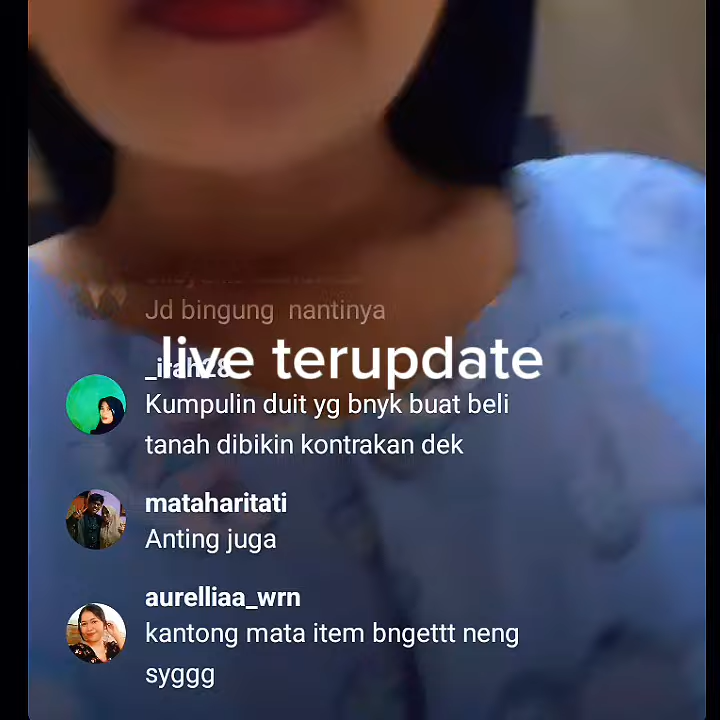 Jd bingung nantinya
live terupdate
_irah28
Kumpulin duit yg bnyk buat beli
tanah dibikin kontrakan dek
mataharitati
Anting juga
aurelliaa_wrn
kantong mata item bngettt neng
syggg